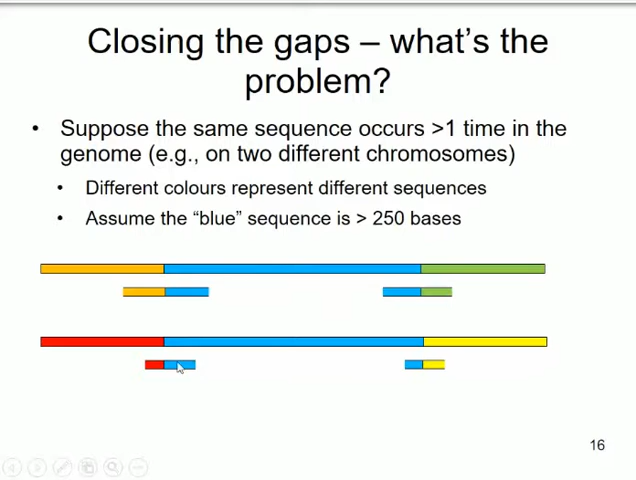 Closing the gaps – what's the
problem?
• Suppose the same sequence occurs >1 time in the
genome (e.g., on two different chromosomes)
• Different colours represent different sequences
• Assume the “blue” sequence is > 250 bases
16